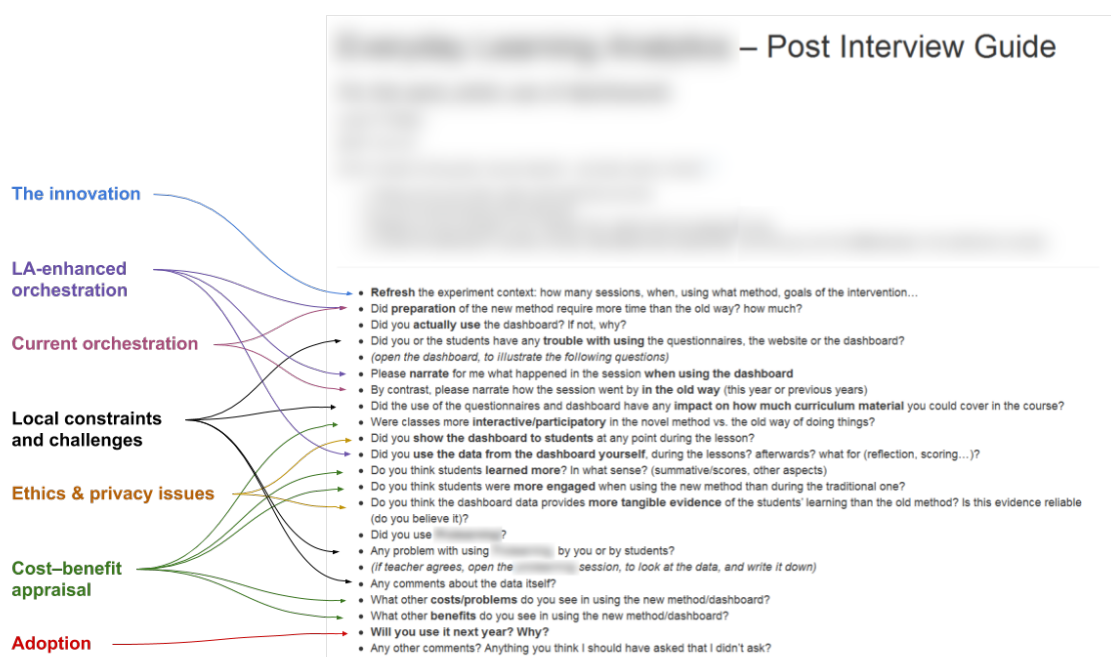 – Post Interview Guide
The innovation
LA-enhanced
orchestration
Current orchestration
Local constraints
and challenges
Ethics & privacy issues
Cost–benefit
appraisal
Adoption
• Refresh the experiment context: how many sessions, when, using what method, goals of the intervention…
• Did preparation of the new method require more time than the old way? how much?
• Did you actually use the dashboard? If not, why?
• Did you or the students have any trouble with using the questionnaires, the website or the dashboard?
• (open the dashboard, to illustrate the following questions)
• Please narrate for me what happened in the session when using the dashboard
• By contrast, please narrate how the session went by in the old way (this year or previous years)
• Did the use of the questionnaires and dashboard have any impact on how much curriculum material you could cover in the course?
• Were classes more interactive/participatory in the novel method vs. the old way of doing things?
• Did you show the dashboard to students at any point during the lesson?
• Did you use the data from the dashboard yourself, during the lessons? afterwards? what for (reflection, scoring…)?
• Do you think students learned more? In what sense? (summative/scores, other aspects)
• Do you think students were more engaged when using the new method than during the traditional one?
• Do you think the dashboard data provides more tangible evidence of the students' learning than the old method? Is this evidence reliable
(do you believe it)?
• Did you use ?
• Any problem with using by you or by students?
• (if teacher agrees, open the session, to look at the data, and write it down)
• Any comments about the data itself?
• What other costs/problems do you see in using the new method/dashboard?
• What other benefits do you see in using the new method/dashboard?
• Will you use it next year? Why?
• Any other comments? Anything you think I should have asked that I didn't ask?